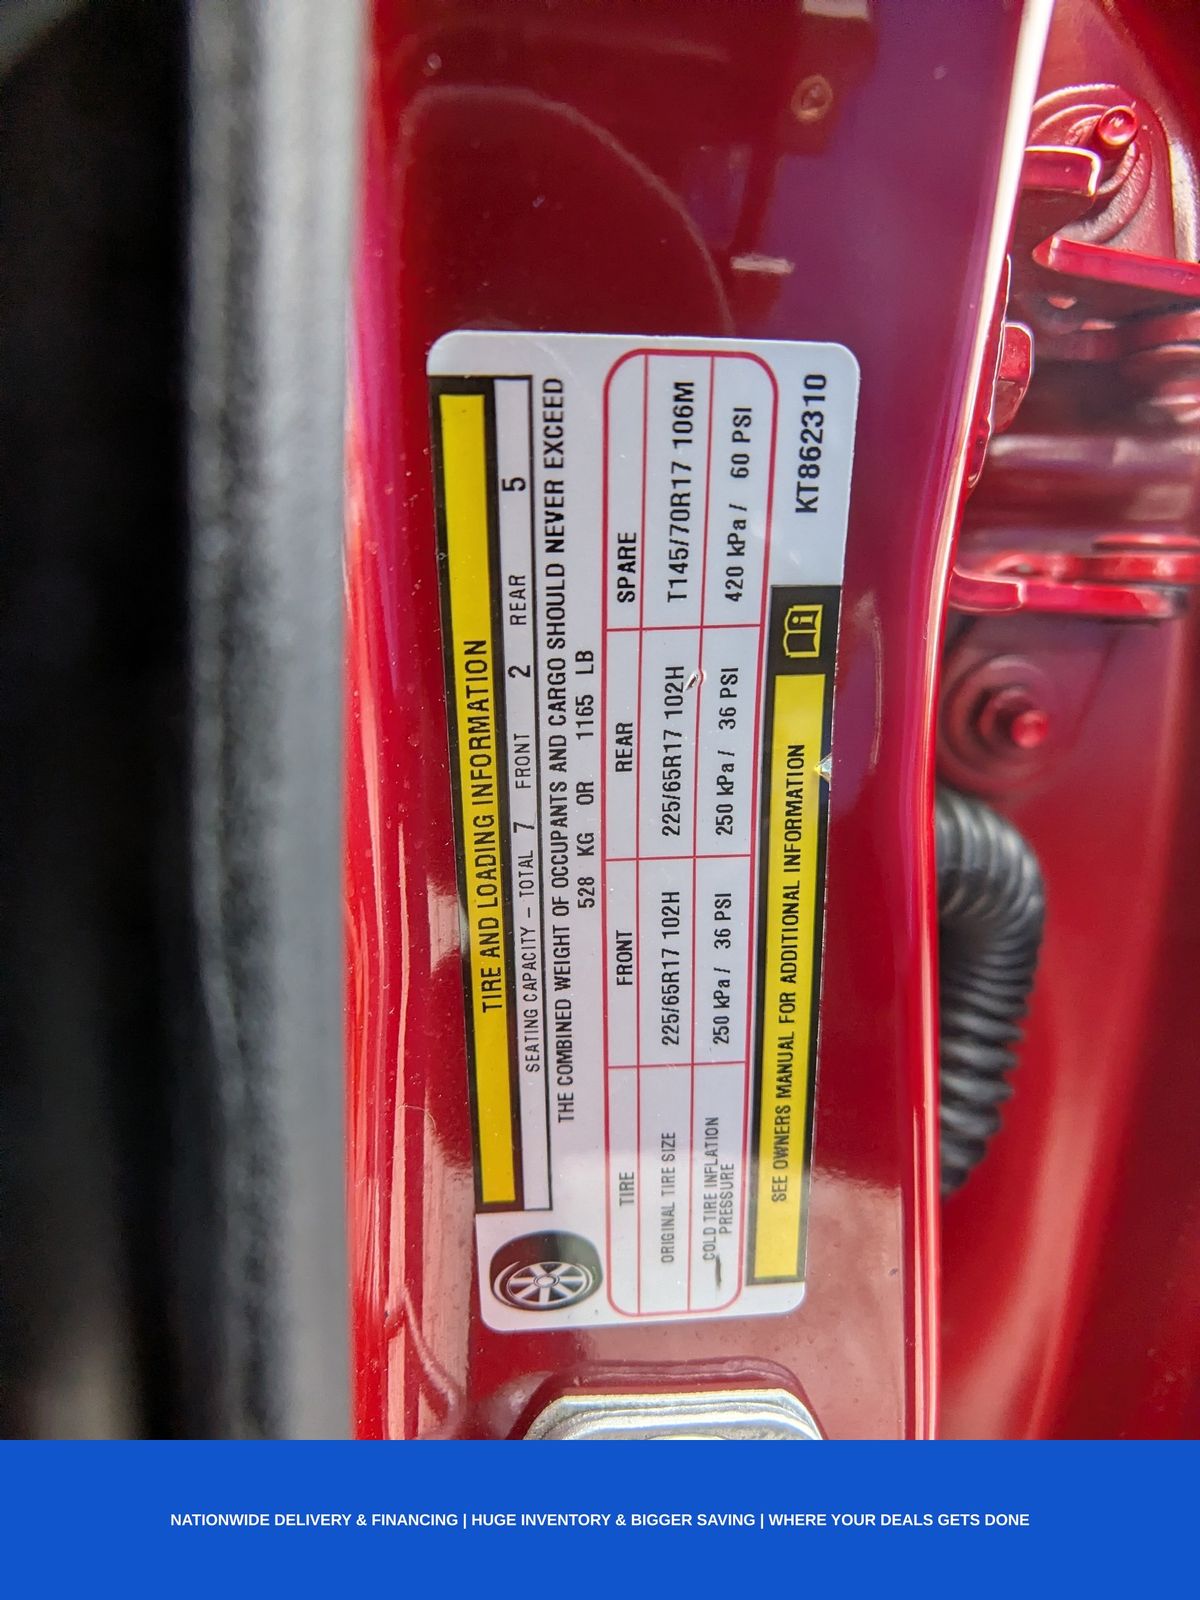 TIRE AND LOADING INFORMATION
SEATING CAPACITY – TOTAL 7 FRONT 2 REAR 5
THE COMBINED WEIGHT OF OCCUPANTS AND CARGO SHOULD NEVER EXCEED
528 KG OR 1165 LB
TIRE FRONT REAR SPARE
ORIGINAL TIRE SIZE 225/65R17 102H 225/65R17 102H T145/70R17 106M
COLD TIRE INFLATION PRESSURE 250 kPa / 36 PSI 250 kPa / 36 PSI 420 kPa / 60 PSI
SEE OWNERS MANUAL FOR ADDITIONAL INFORMATION
KT862310
NATIONWIDE DELIVERY & FINANCING | HUGE INVENTORY & BIGGER SAVING | WHERE YOUR DEALS GETS DONE